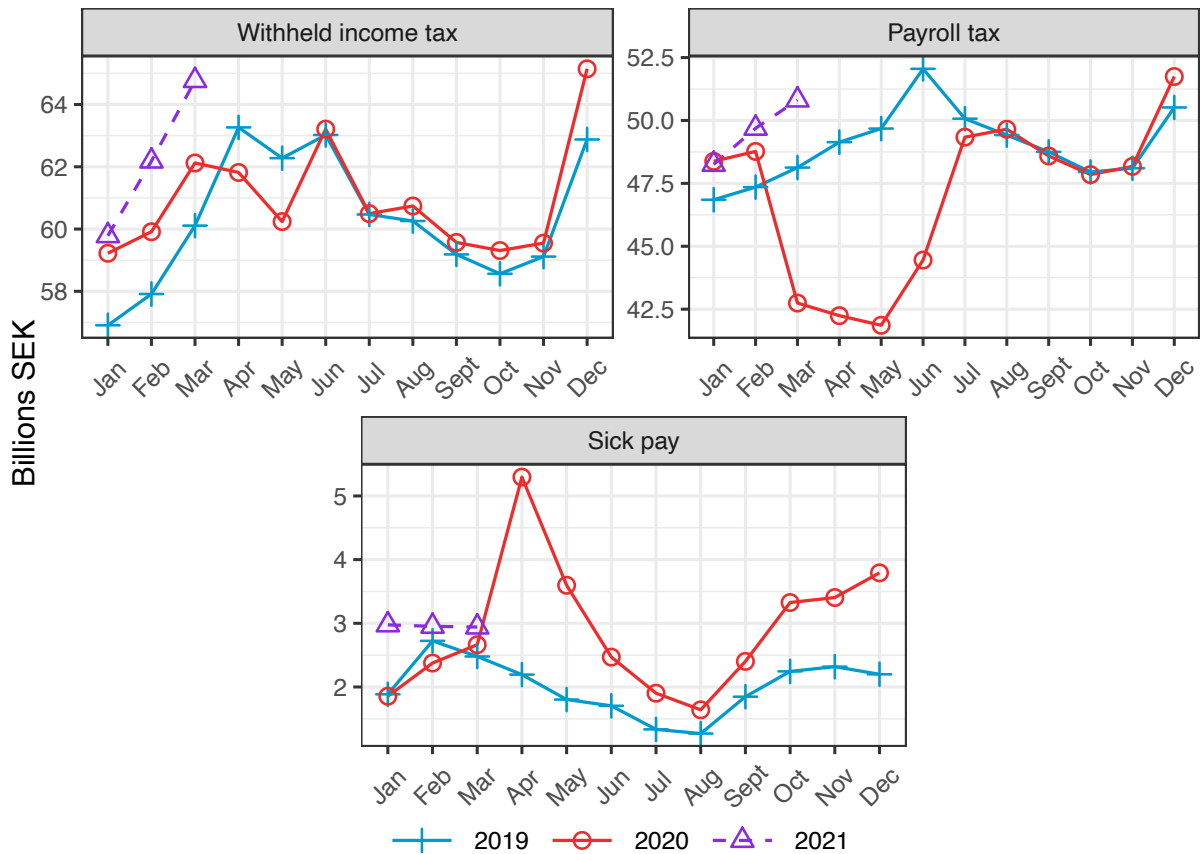 Withheld income tax
Payroll tax
64
62
60
58
52.5
50.0
47.5
45.0
42.5
Jan Feb Mar Apr May Jun Jul Aug Sept Oct Nov Dec
Jan Feb Mar Apr May Jun Jul Aug Sept Oct Nov Dec
Billions SEK
Sick pay
5
4
3
2
Jan Feb Mar Apr May Jun Jul Aug Sept Oct Nov Dec
2019 2020 2021